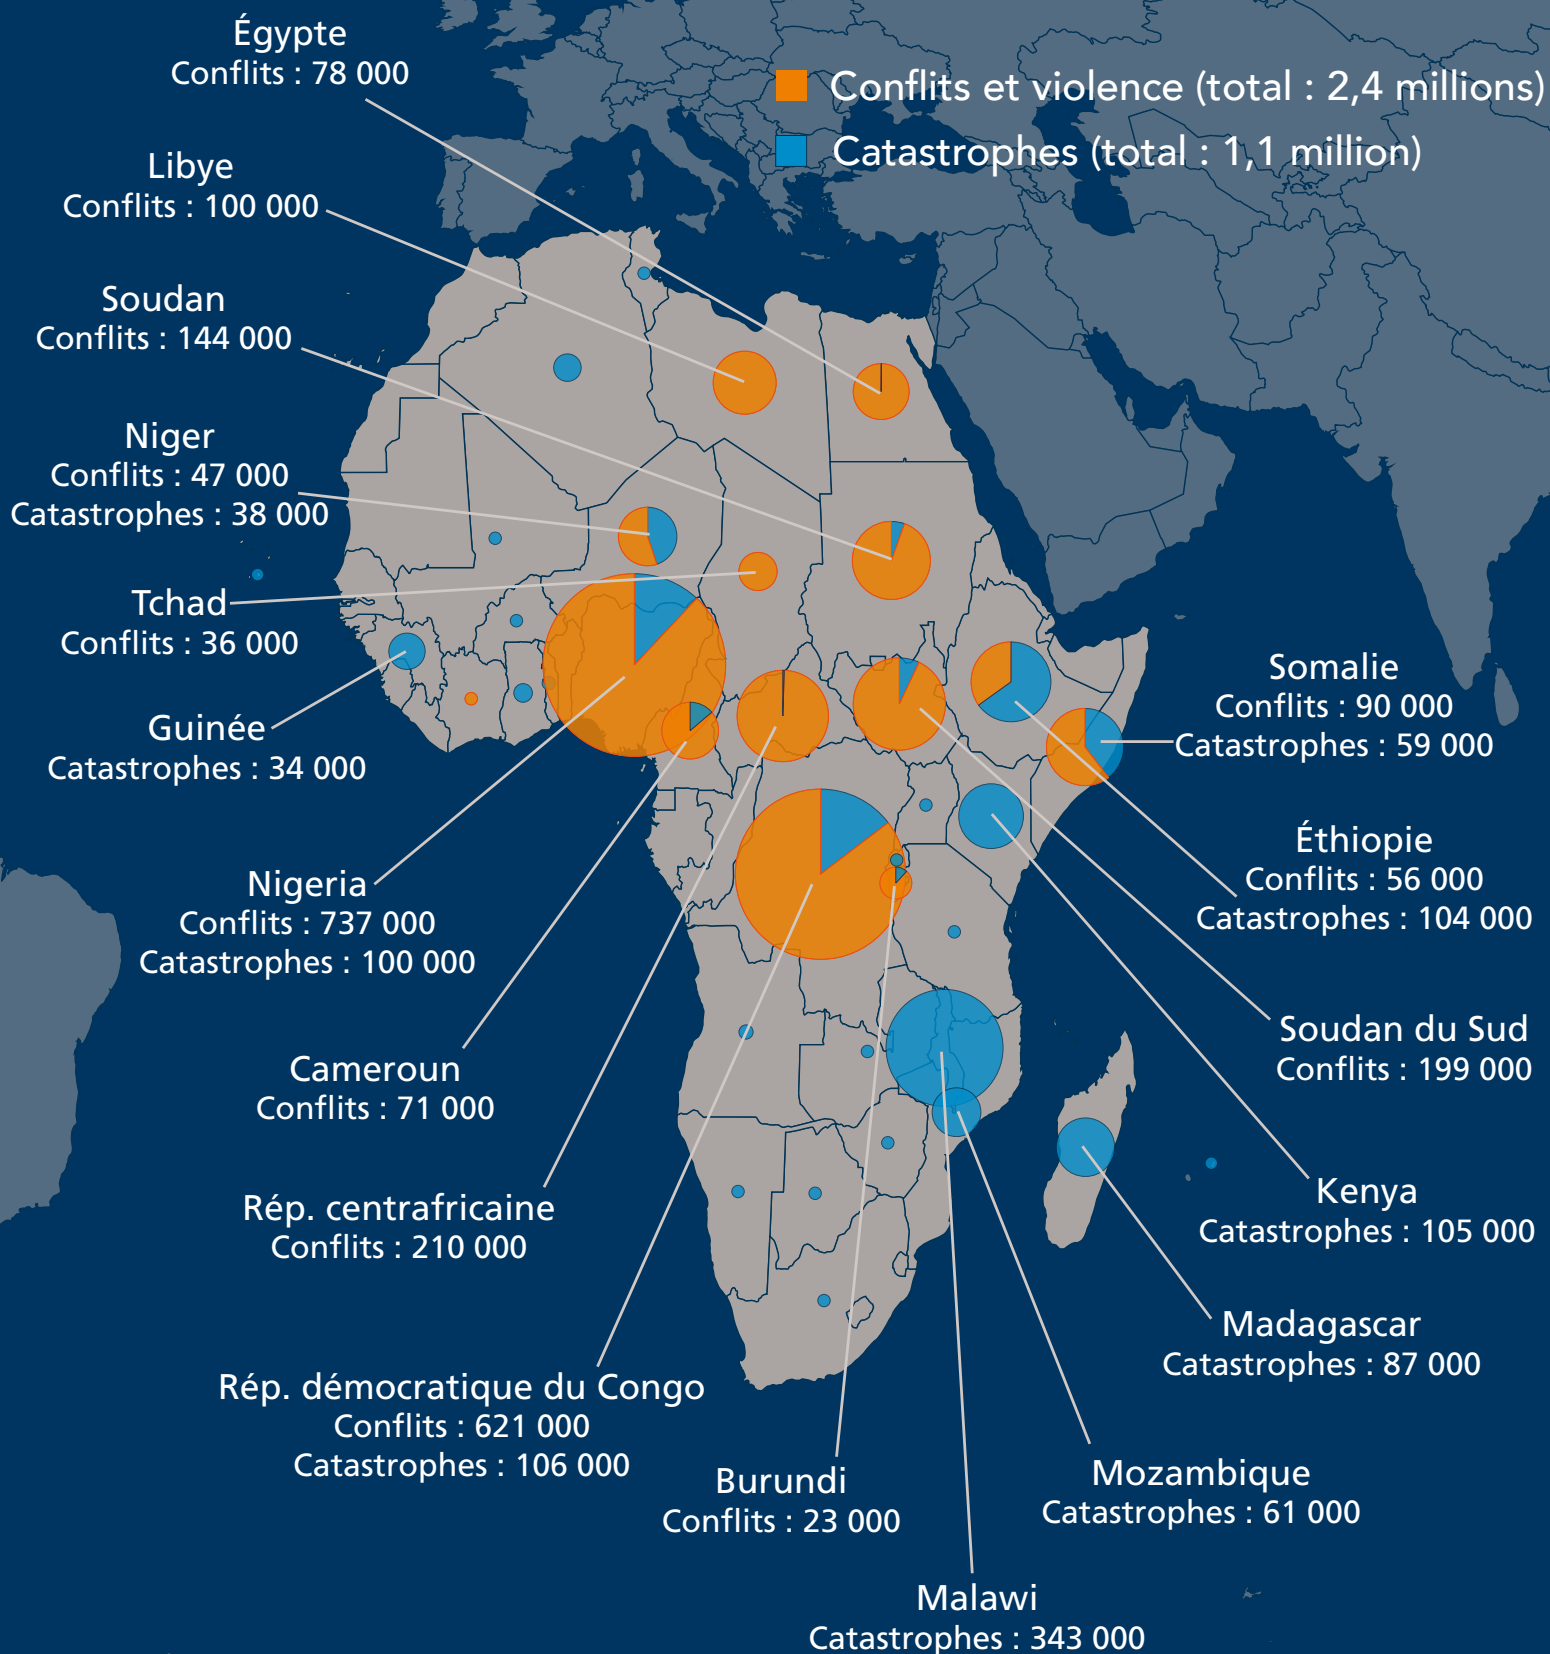 Égypte
Conflits : 78 000
Conflits et violence (total : 2,4 millions)
Catastrophes (total : 1,1 million)
Libye
Conflits : 100 000
Soudan
Conflits : 144 000
Niger
Conflits : 47 000
Catastrophes : 38 000
Tchad
Conflits : 36 000
Guinée
Catastrophes : 34 000
Nigeria
Conflits : 737 000
Catastrophes : 100 000
Cameroun
Conflits : 71 000
Rép. centrafricaine
Conflits : 210 000
Rép. démocratique du Congo
Conflits : 621 000
Catastrophes : 106 000
Burundi
Conflits : 23 000
Malawi
Catastrophes : 343 000
Mozambique
Catastrophes : 61 000
Madagascar
Catastrophes : 87 000
Kenya
Catastrophes : 105 000
Soudan du Sud
Conflits : 199 000
Éthiopie
Conflits : 56 000
Catastrophes : 104 000
Somalie
Conflits : 90 000
Catastrophes : 59 000